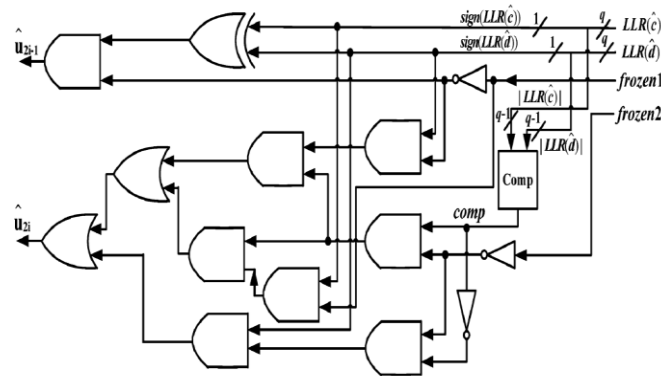 sign(LLR(ĉ)) 1 q LLR(ĉ)
sign(LLR(d̂)) 1 q LLR(d̂)
û2i-1
frozen1
|LLR(ĉ)|
frozen2
q-1
q-1
|LLR(d̂)|
Comp
comp
û2i